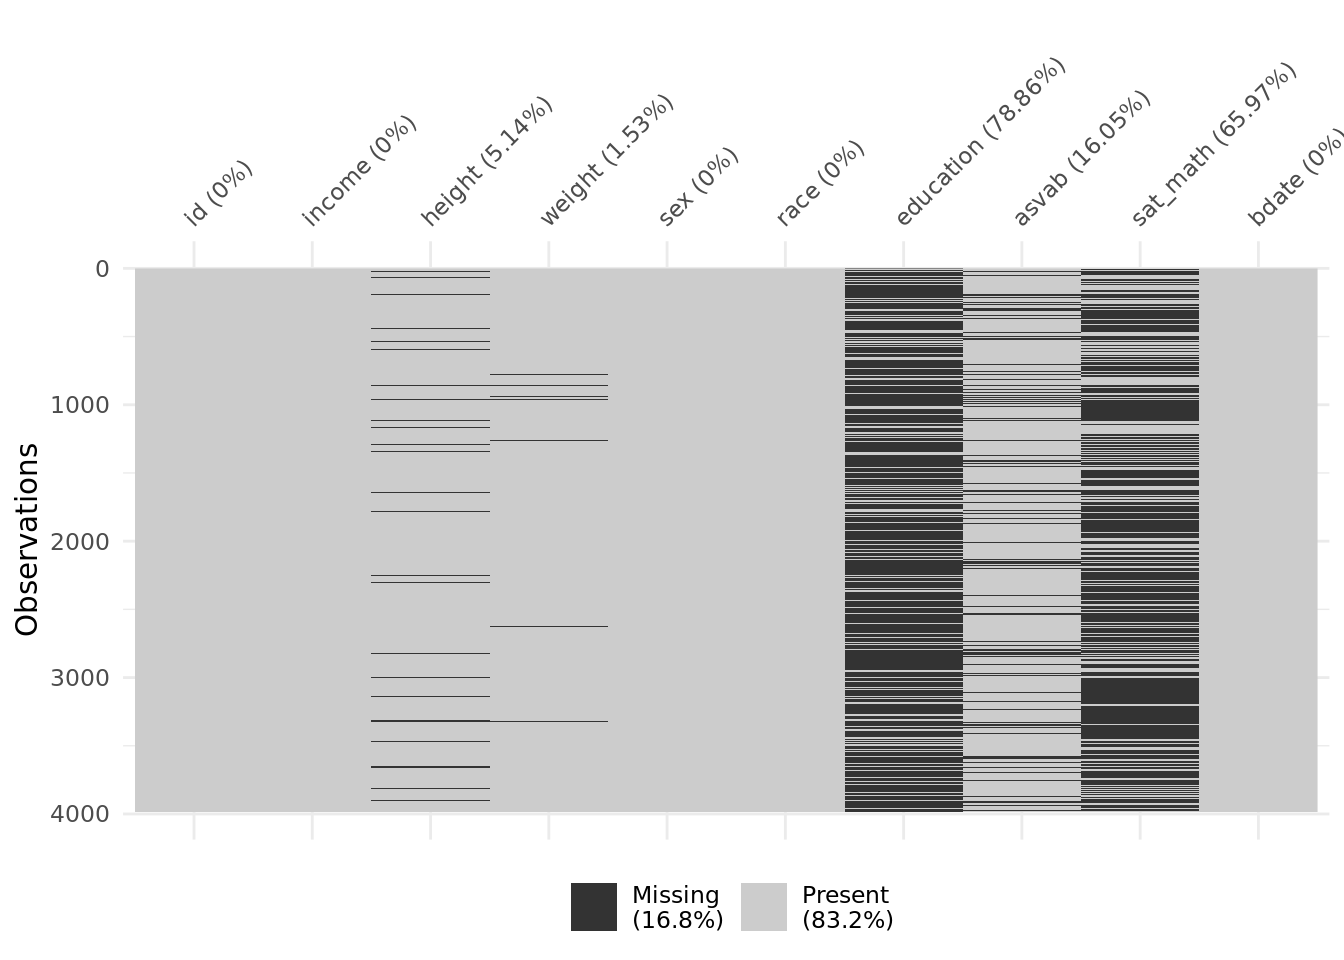 id (0%)
income (0%)
height (5.14%)
weight (1.53%)
sex (0%)
race (0%)
education (78.86%)
asvab (16.05%)
sat_math (65.97%)
bdate (0%)
0
1000
2000
3000
4000
Observations
Missing
(16.8%)
Present
(83.2%)